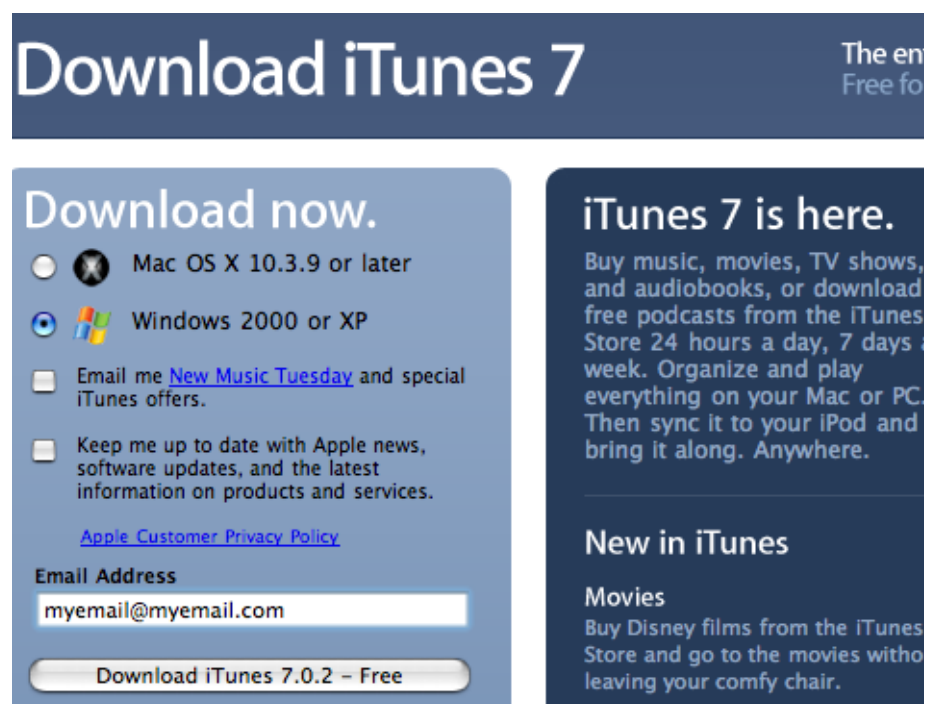 Download iTunes 7
The
Free
Download now.
Mac OS X 10.3.9 or later
Windows 2000 or XP
Email me New Music Tuesday and special
iTunes offers.
Keep me up to date with Apple news,
software updates, and the latest
information on products and services.
Apple Customer Privacy Policy
Email Address
myemail@myemail.com
Download iTunes 7.0.2 – Free
iTunes 7 is here.
Buy music, movies, TV shows,
and audiobooks, or download
free podcasts from the iTunes
Store 24 hours a day, 7 days a
week. Organize and play
everything on your Mac or PC.
Then sync it to your iPod and
bring it along. Anywhere.
New in iTunes
Movies
Buy Disney films from the iTunes
Store and go to the movies
leaving your comfy chair.